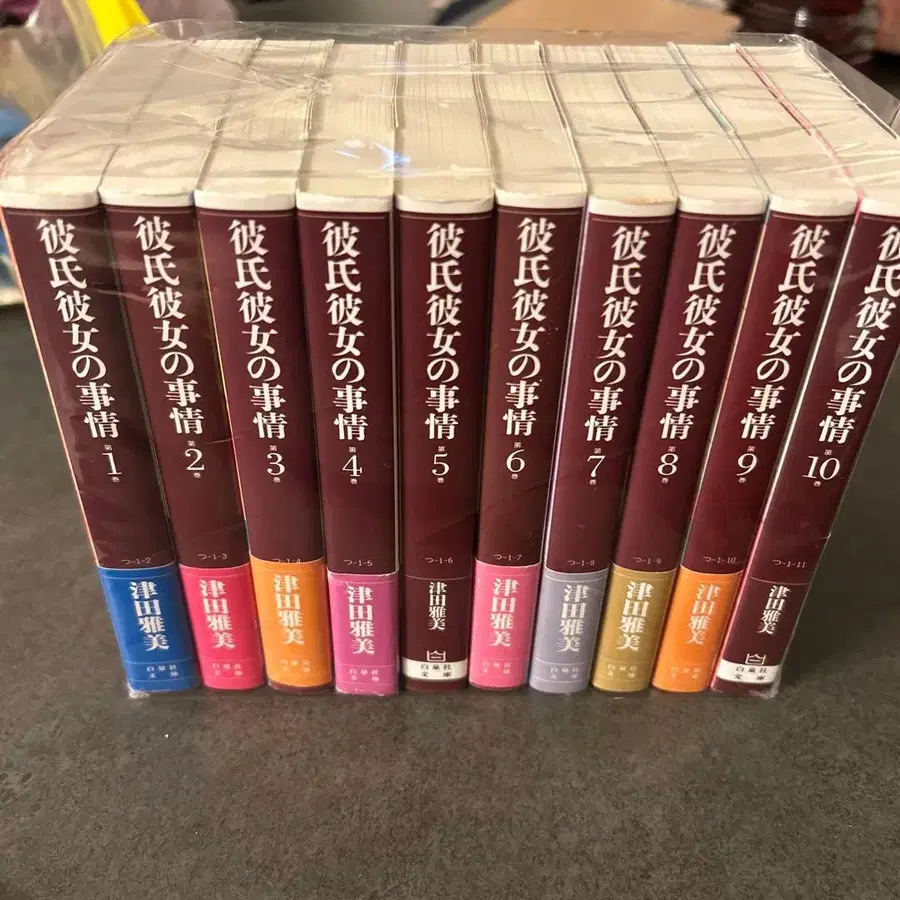 彼氏彼女の事情
第1巻
つ-1-2
津田雅美
白泉社
文庫
彼氏彼女の事情
第2巻
つ-1-3
津田雅美
白泉社
文庫
彼氏彼女の事情
第3巻
つ-1-4
津田雅美
白泉社
文庫
彼氏彼女の事情
第4巻
つ-1-5
津田雅美
白泉社
文庫
彼氏彼女の事情
第5巻
つ-1-6
津田雅美
白泉社
文庫
彼氏彼女の事情
第6巻
つ-1-7
津田雅美
白泉社
文庫
彼氏彼女の事情
第7巻
つ-1-8
津田雅美
白泉社
文庫
彼氏彼女の事情
第8巻
つ-1-9
津田雅美
白泉社
文庫
彼氏彼女の事情
第9巻
つ-1-10
津田雅美
白泉社
文庫
彼氏彼女の事情
第10巻
つ-1-11
津田雅美
白泉社
文庫